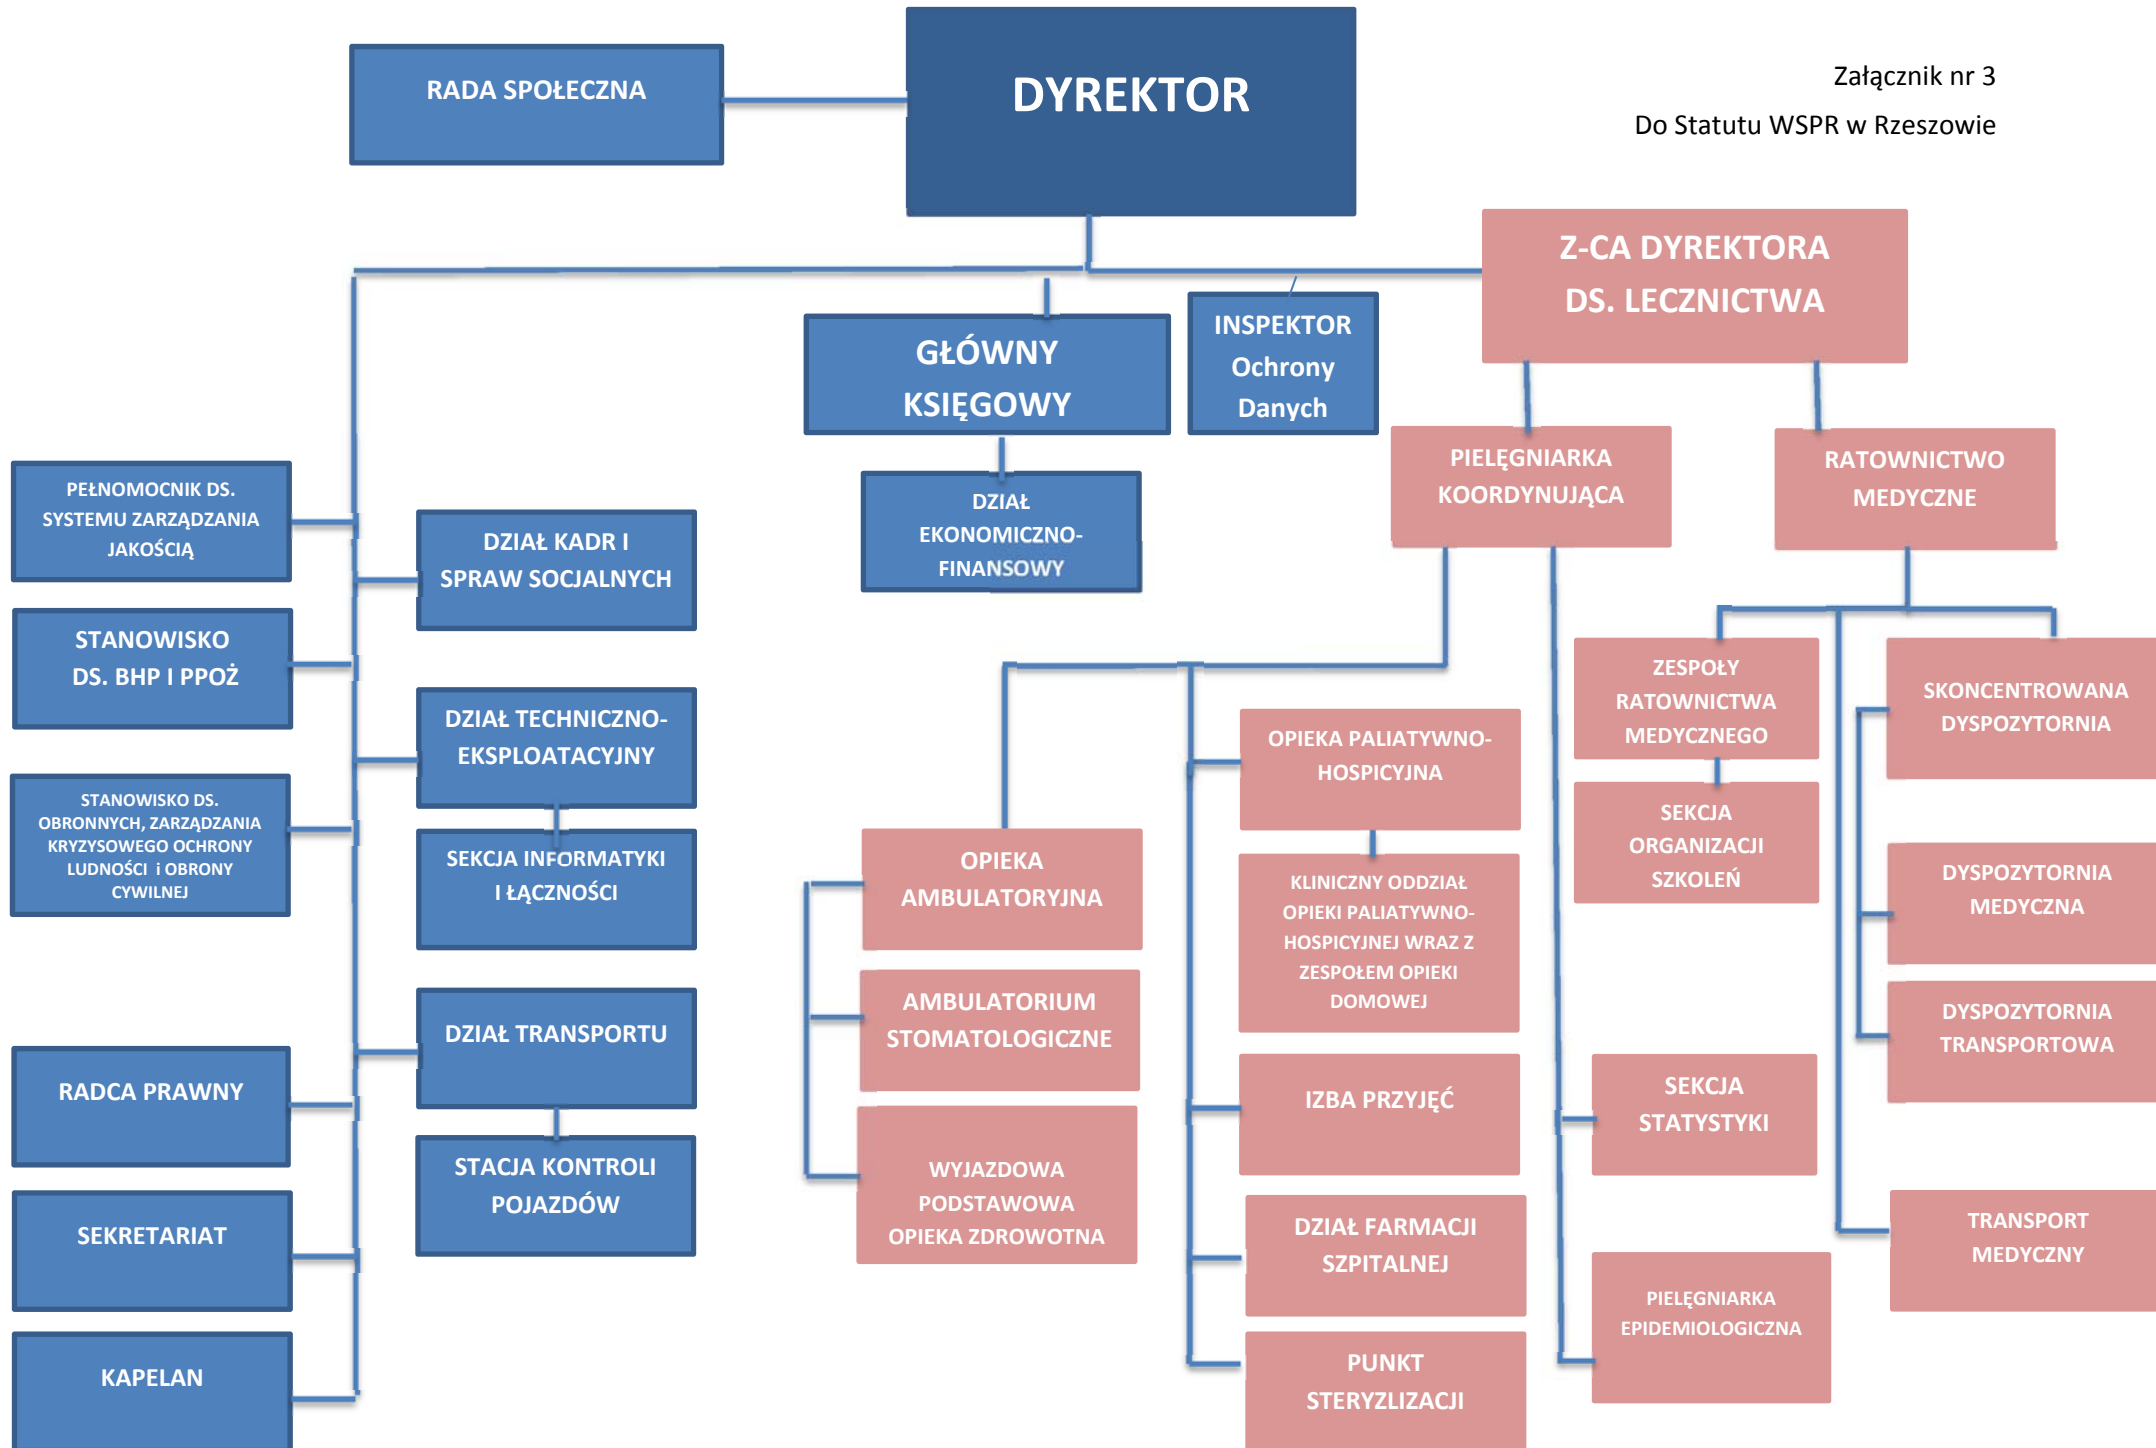 RADA SPOŁECZNA
DYREKTOR
Załącznik nr 3
Do Statutu WSPR w Rzeszowie
Z-CA DYREKTORA
DS. LECZNICTWA
GŁÓWNY
KSIĘGOWY
INSPEKTOR
Ochrony
Danych
DZIAŁ
EKONOMICZNO-
FINANSOWY
PEŁNOMOCNIK DS.
SYSTEMU ZARZĄDZANIA
JAKOŚCIĄ
STANOWISKO
DS. BHP I PPOŻ
STANOWISKO DS.
OBRONNYCH, ZARZĄDZANIA
KRYZYSOWEGO OCHRONY
LUDNOŚCI i OBRONY
CYWILNEJ
RADCA PRAWNY
SEKRETARIAT
KAPELAN
DZIAŁ KADR I
SPRAW SOCJALNYCH
DZIAŁ TECHNICZNO-
EKSPLOATACYJNY
SEKCJA INFORMATYKI
I ŁĄCZNOŚCI
DZIAŁ TRANSPORTU
STACJA KONTROLI
POJAZDÓW
PIELĘGNIARKA
KOORDYNUJĄCA
RATOWNICTWO
MEDYCZNE
OPIEKA
AMBULATORYJNA
AMBULATORIUM
STOMATOLOGICZNE
WYJAZDOWA
PODSTAWOWA
OPIEKA ZDROWOTNA
OPIEKA PALIATYWNO-
HOSPICYJNA
KLINICZNY ODDZIAŁ
OPIEKI PALIATYWNO-
HOSPICYJNEJ WRAZ Z
ZESPOŁEM OPIEKI
DOMOWEJ
IZBA PRZYJĘĆ
DZIAŁ FARMACJI
SZPITALNEJ
PUNKT
STERYZLIZACJI
ZESPOŁY
RATOWNICTWA
MEDYCZNEGO
SEKCJA
ORGANIZACJI
SZKOLEŃ
SEKCJA
STATYSTYKI
PIELĘGNIARKA
EPIDEMIOLOGICZNA
SKONCENTROWANA
DYSPOZYTORNIA
DYSPOZYTORNIA
MEDYCZNA
DYSPOZYTORNIA
TRANSPORTOWA
TRANSPORT
MEDYCZNY